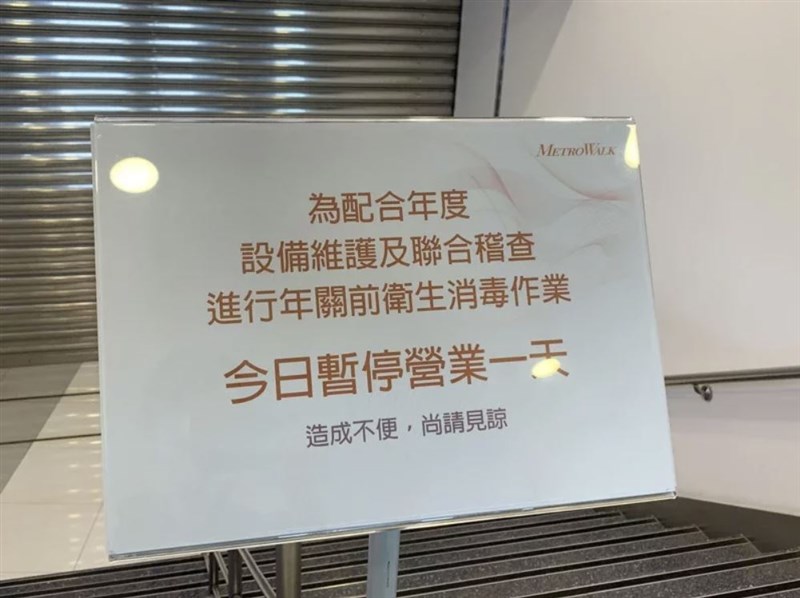 METROWALK
為配合年度
設備維護及聯合稽查
進行年關前衛生消毒作業
今日暫停營業一天
造成不便，尚請見諒